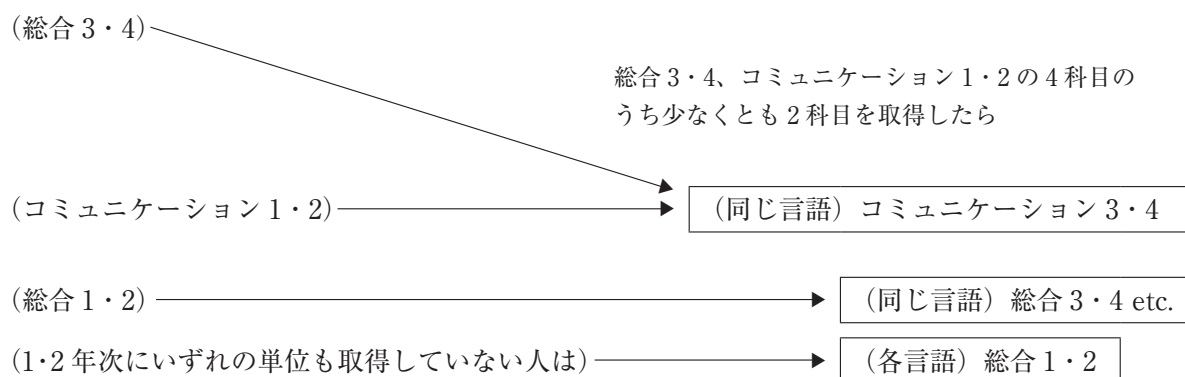 (総合 3・4)
総合 3・4、コミュニケーション 1・2 の 4 科目の
うち少なくとも 2 科目を取得したら
(コミュニケーション 1・2)
(同じ言語) コミュニケーション 3・4
(総合 1・2)
(同じ言語) 総合 3・4 etc.
(1・2 年次にいずれの単位も取得していない人は)
(各言語) 総合 1・2